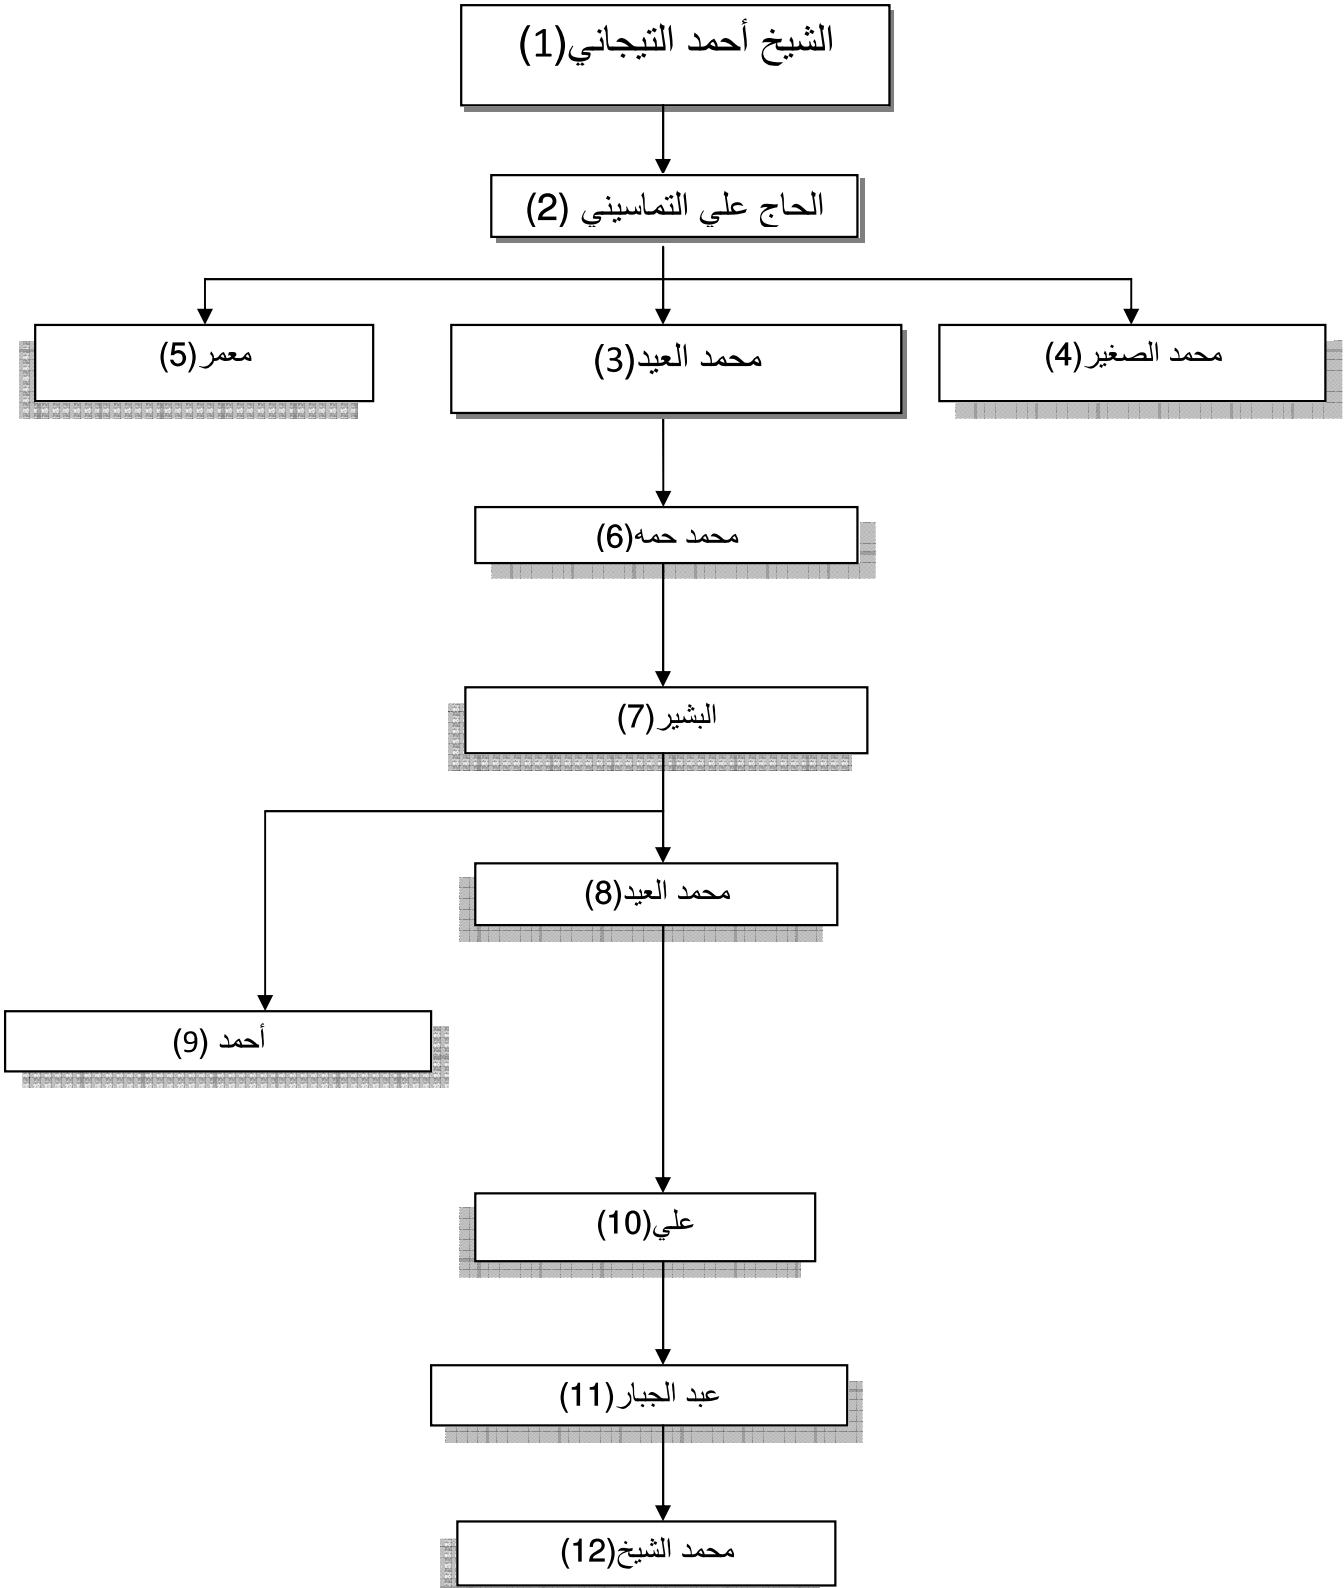 الشيخ أحمد التيجاني(1)
الحاج علي التماسيني (2)
محمد الصغير(4)
محمد العيد(3)
معمر(5)
محمد حمه(6)
البشير(7)
محمد العيد(8)
أحمد (9)
علي(10)
عبد الجبار(11)
محمد الشيخ(12)